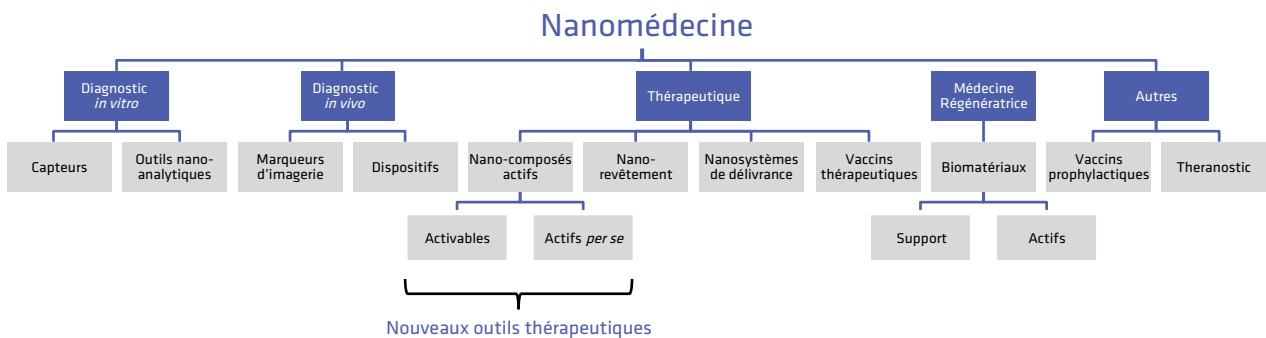 Nanomédecine
Diagnostic
in vitro
Diagnostic
in vivo
Thérapeutique
Médecine
Régénératrice
Autres
Capteurs
Outils nano-
analytiques
Marqueurs
d'imagerie
Dispositifs
Nano-composés
actifs
Nano-
revêtement
Nanosystèmes
de délivrance
Vaccins
thérapeutiques
Biomatériaux
Vaccins
prophylactiques
Theranostic
Activables
Actifs per se
Support
Actifs
Nouveaux outils thérapeutiques